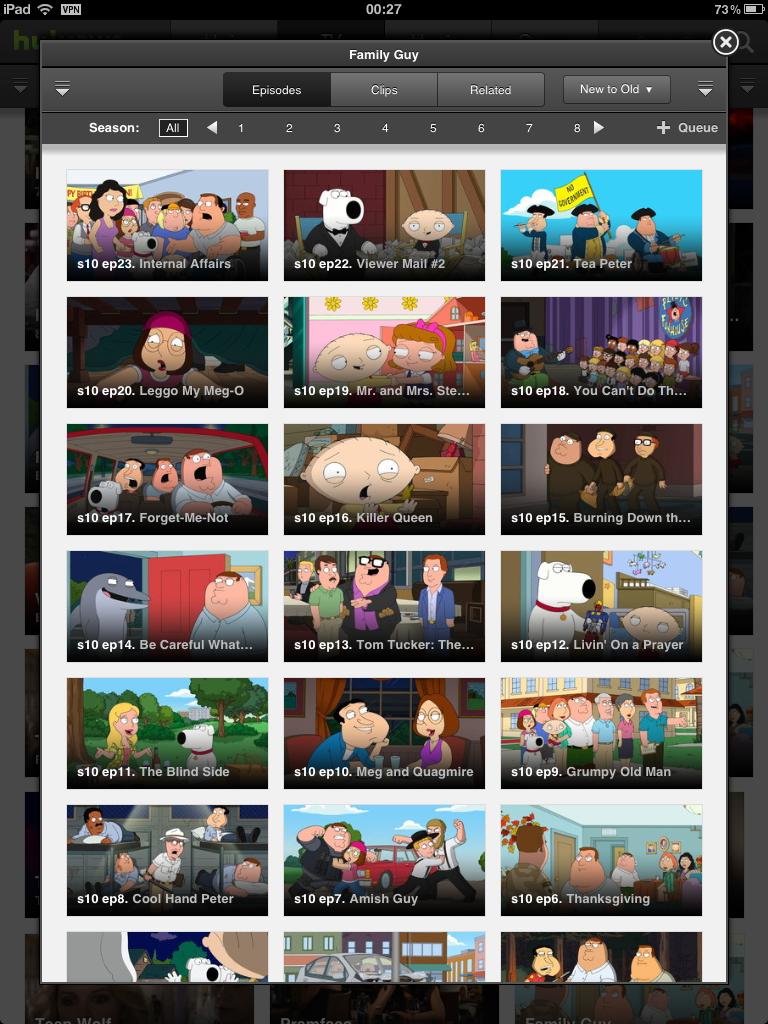 iPad VPN 00:27 73%
hu
Family Guy
Episodes Clips Related New to Old ▼
Season: All 1 2 3 4 5 6 7 8 + Queue
s10 ep23. Internal Affairs
s10 ep22. Viewer Mail #2
NO GOVERNMENT
s10 ep21. Tea Peter
s10 ep20. Leggo My Meg-O
s10 ep19. Mr. and Mrs. Ste...
s10 ep18. You Can't Do Th...
s10 ep17. Forget-Me-Not
s10 ep16. Killer Queen
s10 ep15. Burning Down th...
s10 ep14. Be Careful What...
s10 ep13. Tom Tucker: The...
s10 ep12. Livin' On a Prayer
s10 ep11. The Blind Side
s10 ep10. Meg and Quagmire
s10 ep9. Grumpy Old Man
s10 ep8. Cool Hand Peter
s10 ep7. Amish Guy
s10 ep6. Thanksgiving
Teen Wolf Pramface Family Guy